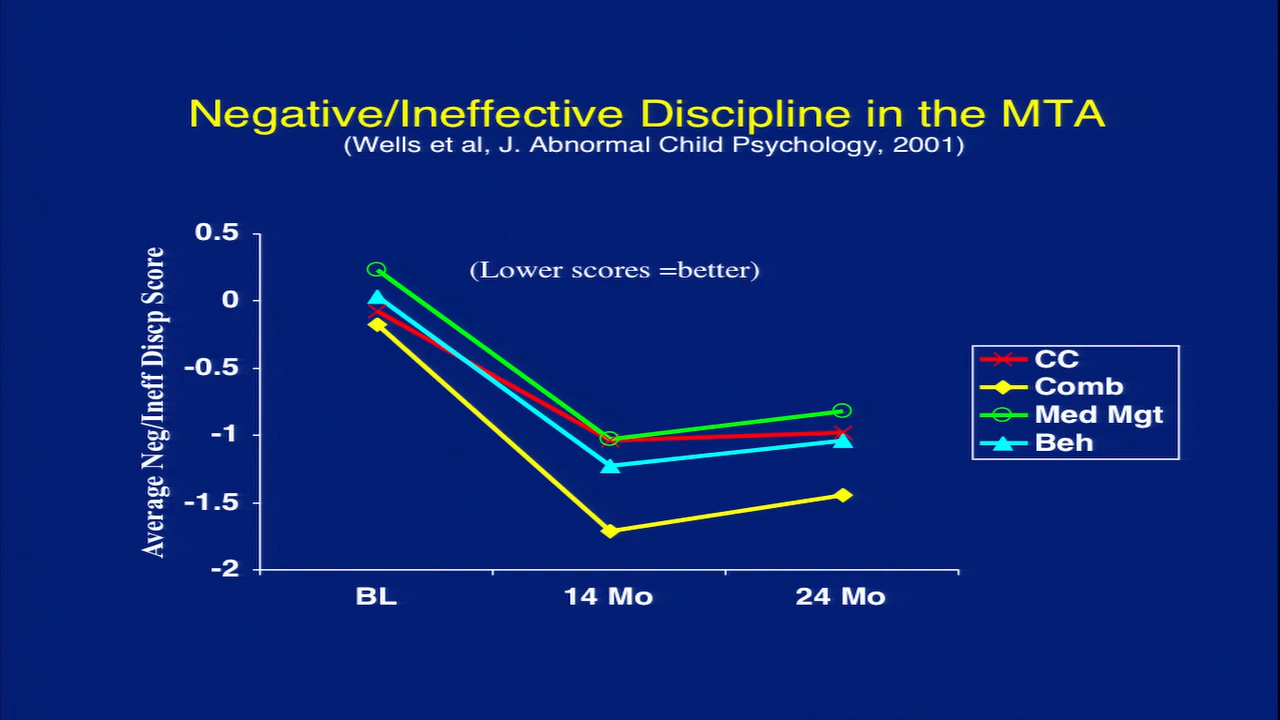 Negative/Ineffective Discipline in the MTA
(Wells et al, J. Abnormal Child Psychology, 2001)
Average Neg/Ineff Discp Score
0.5
0
-0.5
-1
-1.5
-2
(Lower scores =better)
CC
Comb
Med Mgt
Beh
BL 14 Mo 24 Mo